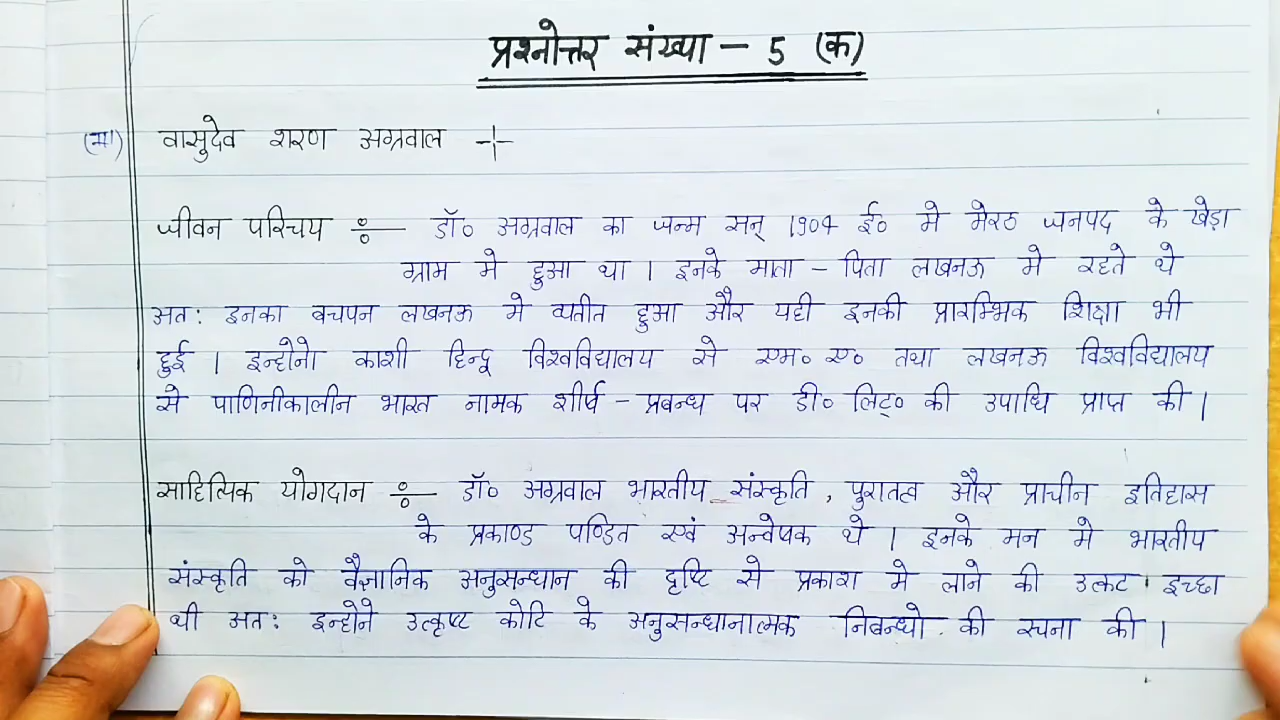 प्रश्नोत्तर संख्या – 5 (क)
वासुदेव शरण अग्रवाल -:-
जीवन परिचय ÷ डॉ० अग्रवाल का जन्म सन् 1904 ई० मे मेरठ जनपद के खेड़ा
ग्राम मे हुआ था । इनके माता – पिता लखनऊ मे रहते थे
अतः इनका बचपन लखनऊ मे व्यतीत हुआ और यही इनकी प्रारम्भिक शिक्षा भी
हुई । इन्होनो काशी हिन्दू विश्वविद्यालय से एम० ए० तथा लखनऊ विश्वविद्यालय
से पाणिनीकालीन भारत नामक शीर्ष – प्रबन्ध पर डी० लिट्० की उपाधि प्राप्त की ।
साहित्यिक योगदान ÷ डॉ० अग्रवाल भारतीय संस्कृति , पुरातत्व और प्राचीन इतिहास
के प्रकाण्ड पण्डित एवं अन्वेषक थे । इनके मन मे भारतीय
संस्कृति को वैज्ञानिक अनुसन्धान की दृष्टि से प्रकाश मे लाने की उत्कट इच्छा
थी अतः इन्होने उत्कृष्ट कोटि के अनुसन्धानात्मक निबन्धो की रचना की ।